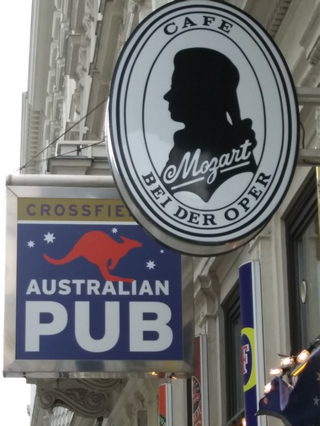 CAFE
Mozart
BEI DER OPER
AUSTRALIAN
PUB